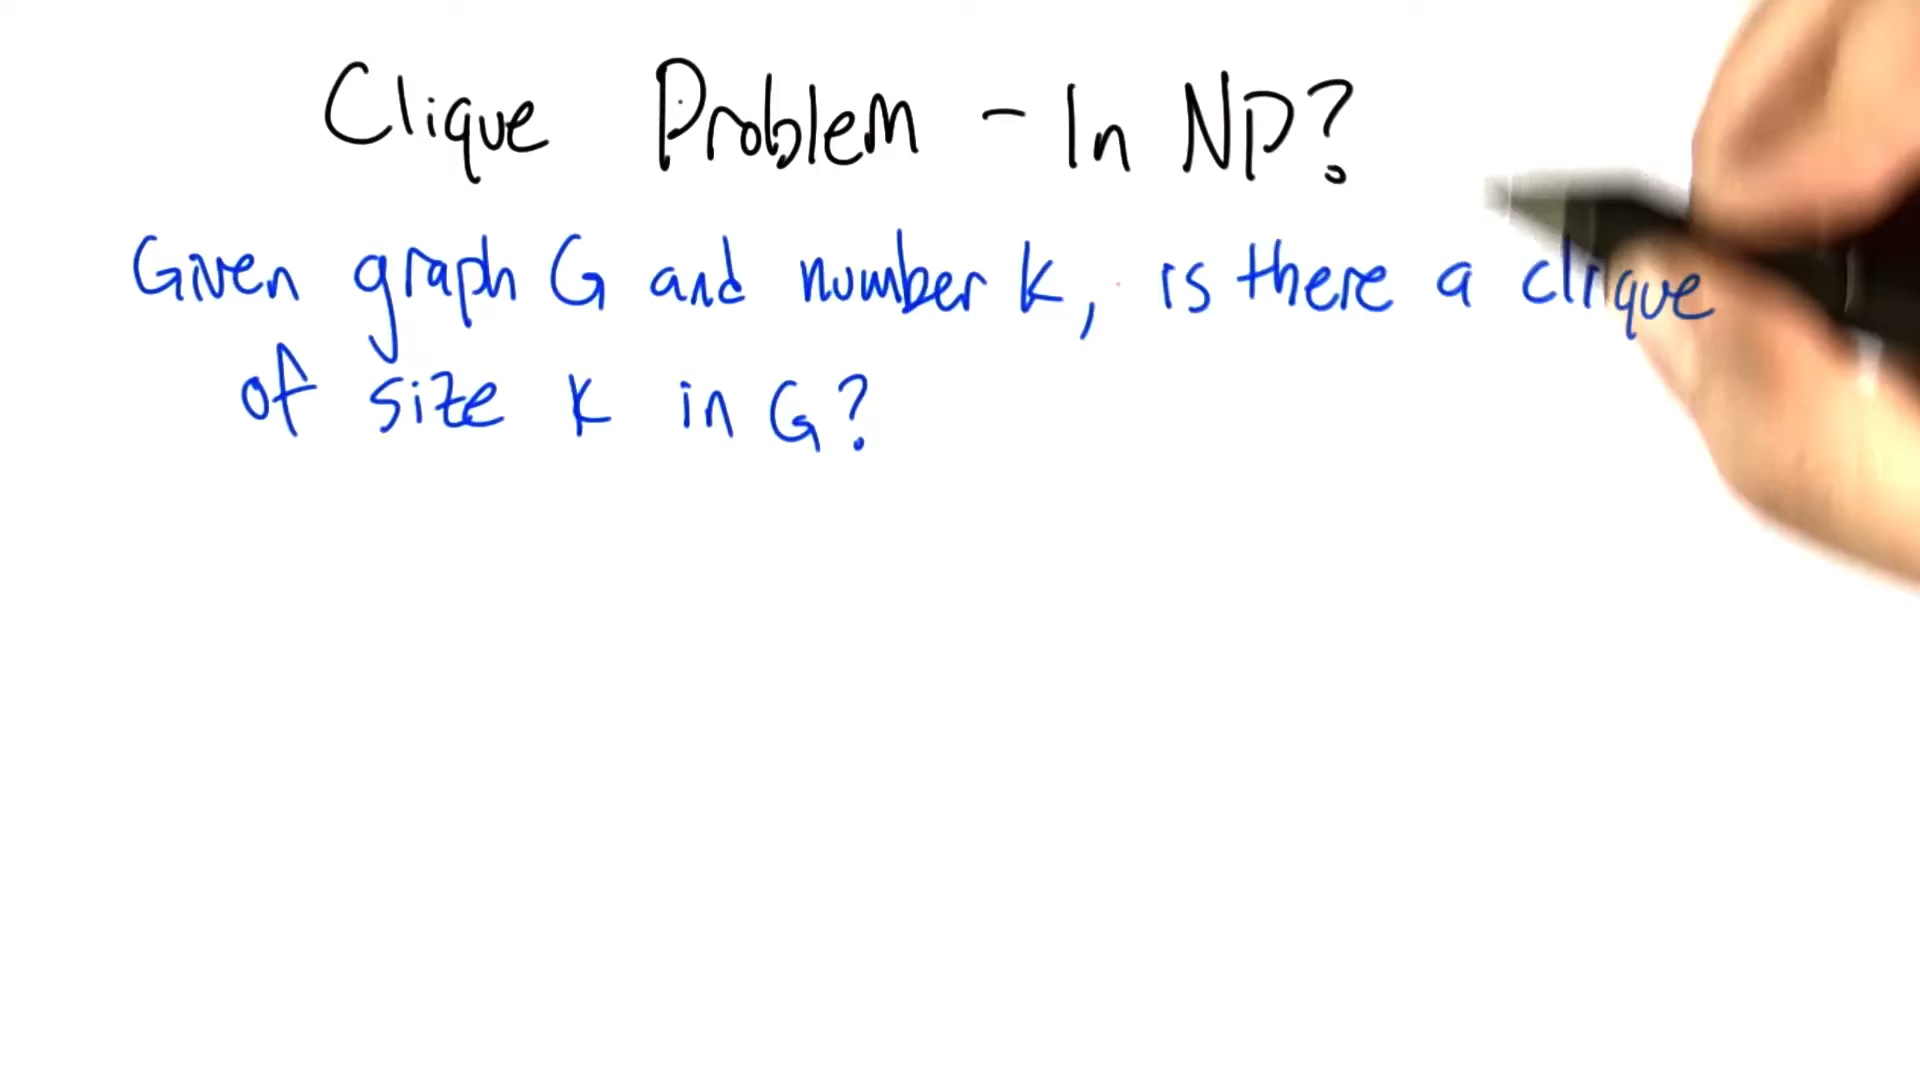 Clique Problem - In NP?
Given graph G and number K, is there a clique
of size K in G?